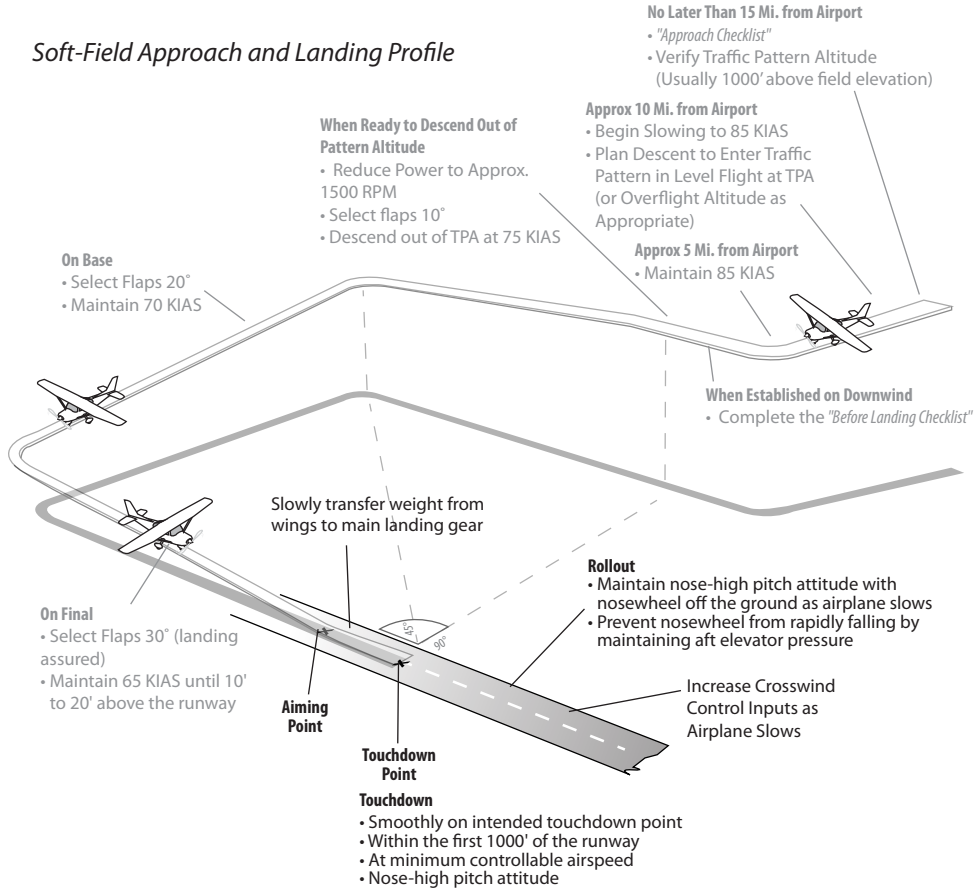 Soft-Field Approach and Landing Profile
No Later Than 15 Mi. from Airport
• "Approach Checklist"
• Verify Traffic Pattern Altitude
(Usually 1000' above field elevation)
Approx 10 Mi. from Airport
• Begin Slowing to 85 KIAS
• Plan Descent to Enter Traffic
Pattern in Level Flight at TPA
(or Overflight Altitude as
Appropriate)
When Ready to Descend Out of
Pattern Altitude
• Reduce Power to Approx.
1500 RPM
• Select flaps 10˚
• Descend out of TPA at 75 KIAS
Approx 5 Mi. from Airport
• Maintain 85 KIAS
On Base
• Select Flaps 20˚
• Maintain 70 KIAS
When Established on Downwind
• Complete the "Before Landing Checklist"
Slowly transfer weight from
wings to main landing gear
Rollout
• Maintain nose-high pitch attitude with
nosewheel off the ground as airplane slows
• Prevent nosewheel from rapidly falling by
maintaining aft elevator pressure
45˚
90˚
On Final
• Select Flaps 30˚ (landing
assured)
• Maintain 65 KIAS until 10'
to 20' above the runway
Increase Crosswind
Control Inputs as
Airplane Slows
Aiming
Point
Touchdown
Point
Touchdown
• Smoothly on intended touchdown point
• Within the first 1000' of the runway
• At minimum controllable airspeed
• Nose-high pitch attitude